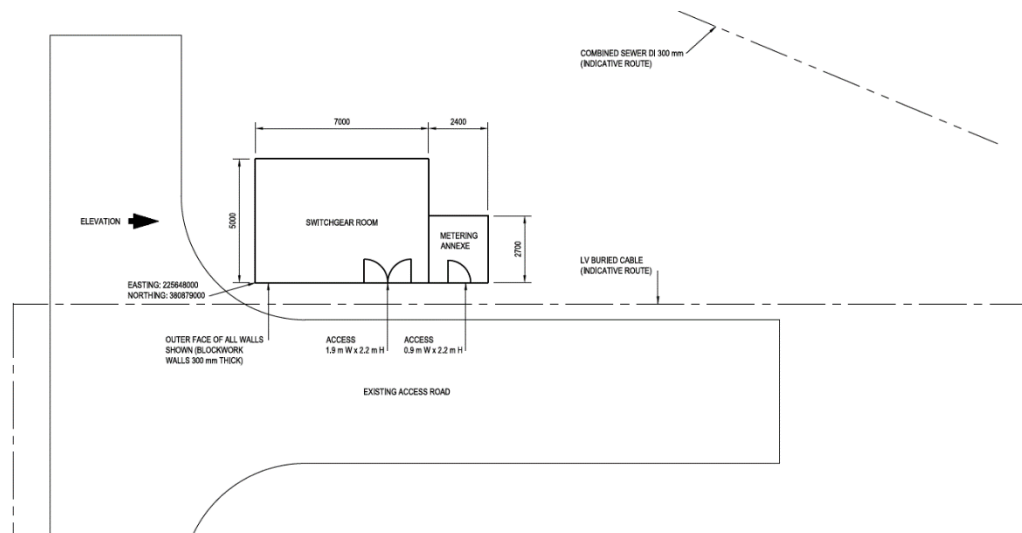 COMBINED SEWER DI 300 mm
(INDICATIVE ROUTE)
7000
2400
5000
ELEVATION
SWITCHGEAR ROOM
METERING
ANNEXE
2700
LV BURIED CABLE
(INDICATIVE ROUTE)
EASTING: 225648000
NORTHING: 380879000
OUTER FACE OF ALL WALLS
SHOWN (BLOCKWORK
WALLS 300 mm THICK)
ACCESS
1.9 m W x 2.2 m H
ACCESS
0.9 m W x 2.2 m H
EXISTING ACCESS ROAD